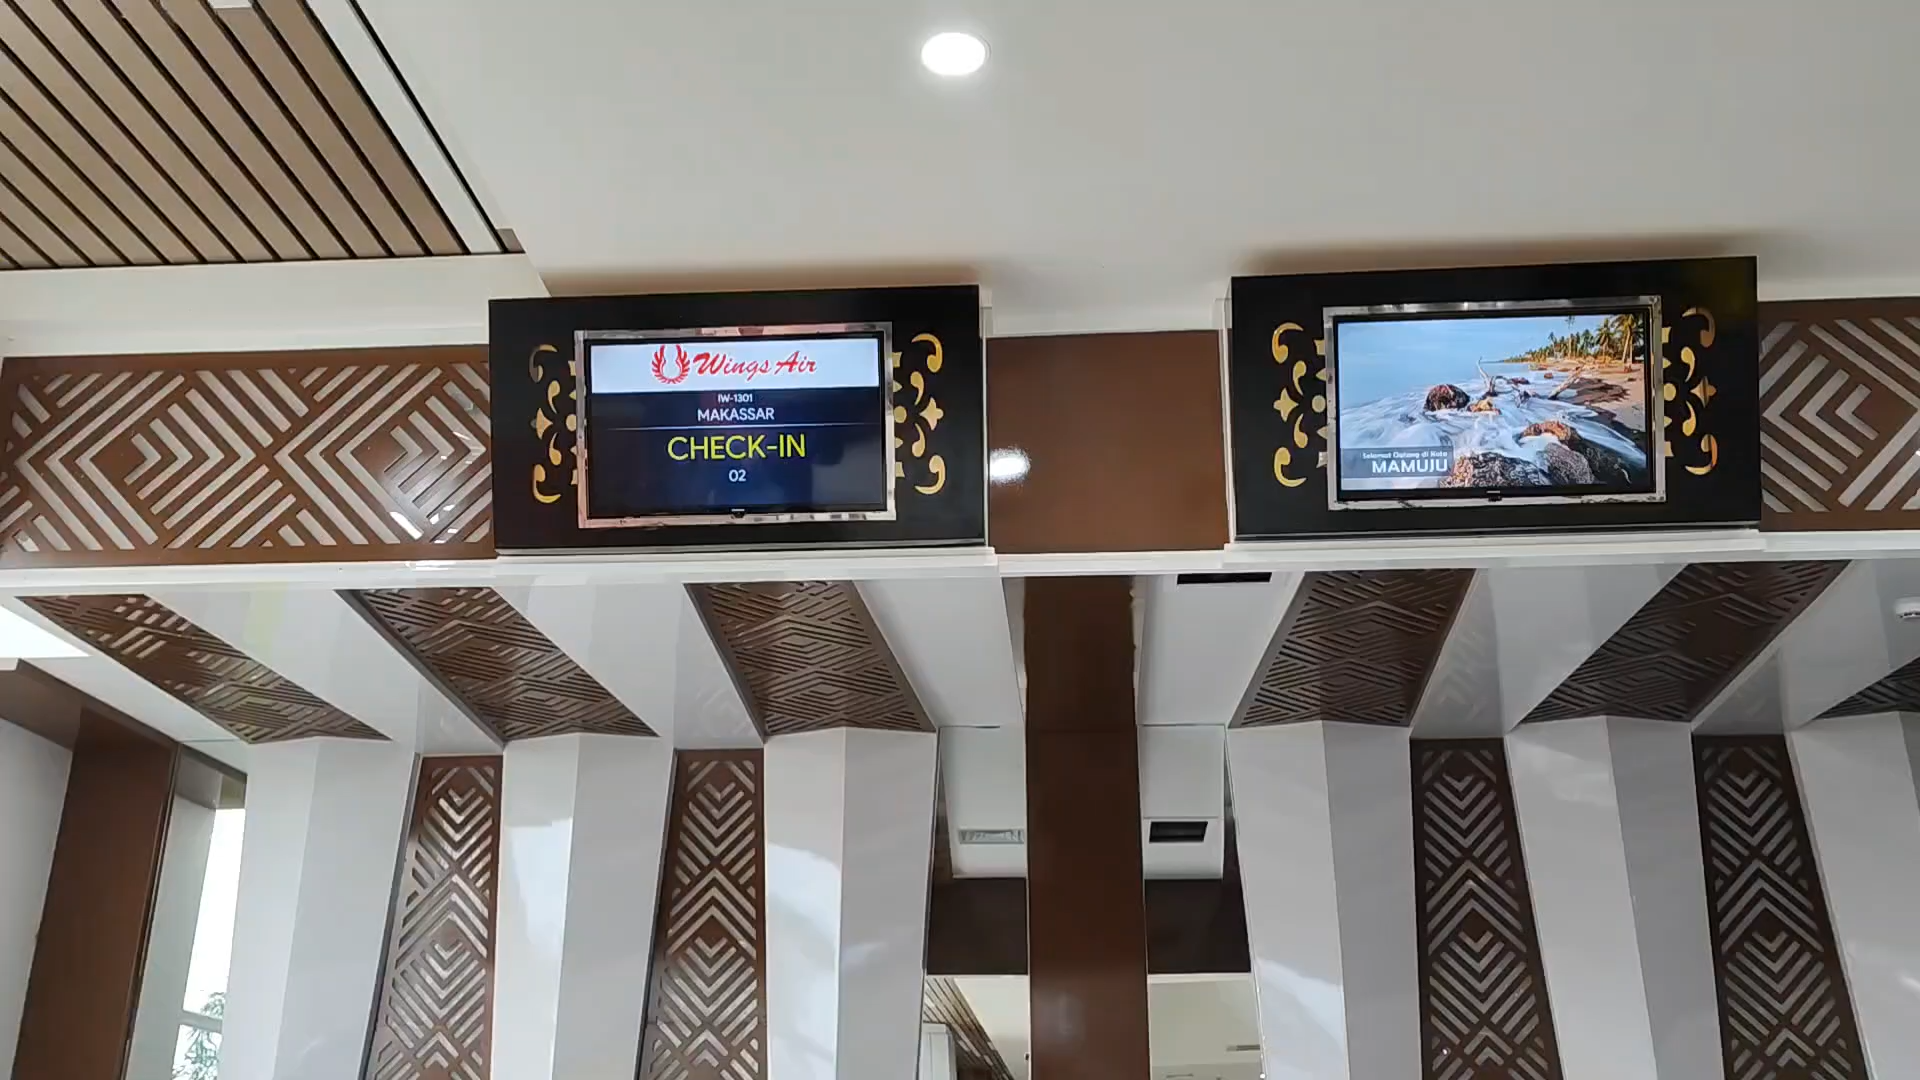 Wings Air
IW-1301
MAKASSAR
CHECK-IN
02
Selamat Datang di Kota
MAMUJU